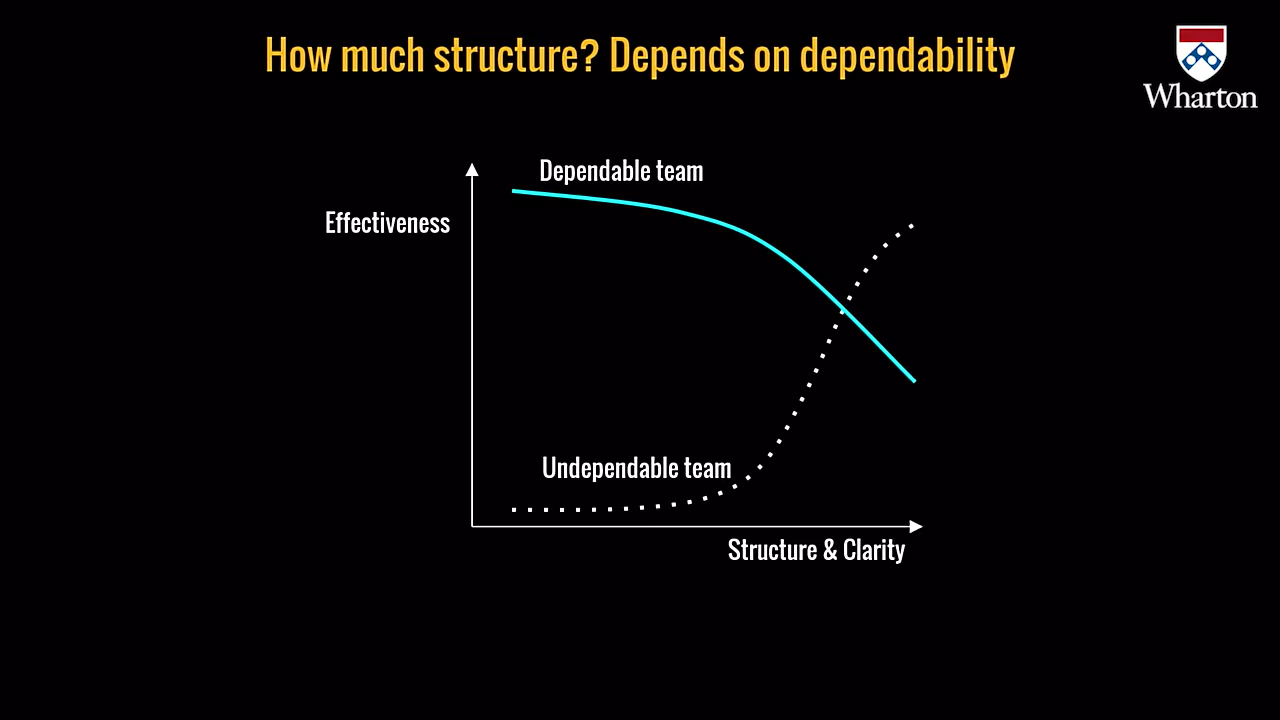 How much structure? Depends on dependability
Wharton
Dependable team
Effectiveness
Undependable team
Structure & Clarity